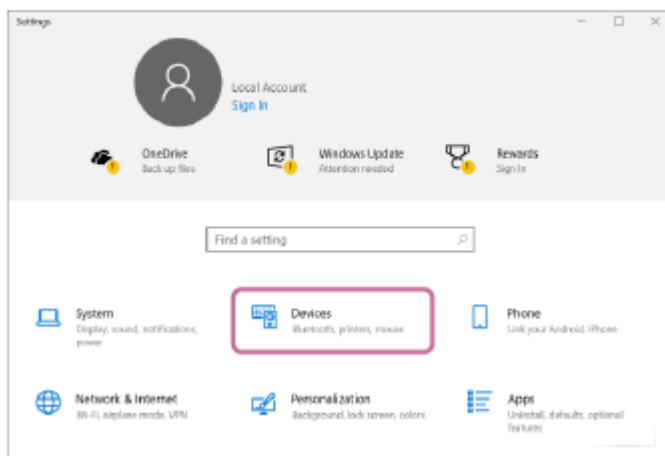 Settings
Local Account
Sign In
OneDrive
Back up files
Windows Update
Attention needed
Rewards
Sign In
Find a setting
System
Display, sound, notifications,
power
Devices
Bluetooth, printers, mouse
Phone
Link your Android, iPhone
Network & Internet
Wi-Fi, airplane mode, VPN
Personalization
Background, lock screen, colors
Apps
Uninstall, defaults, optional
features